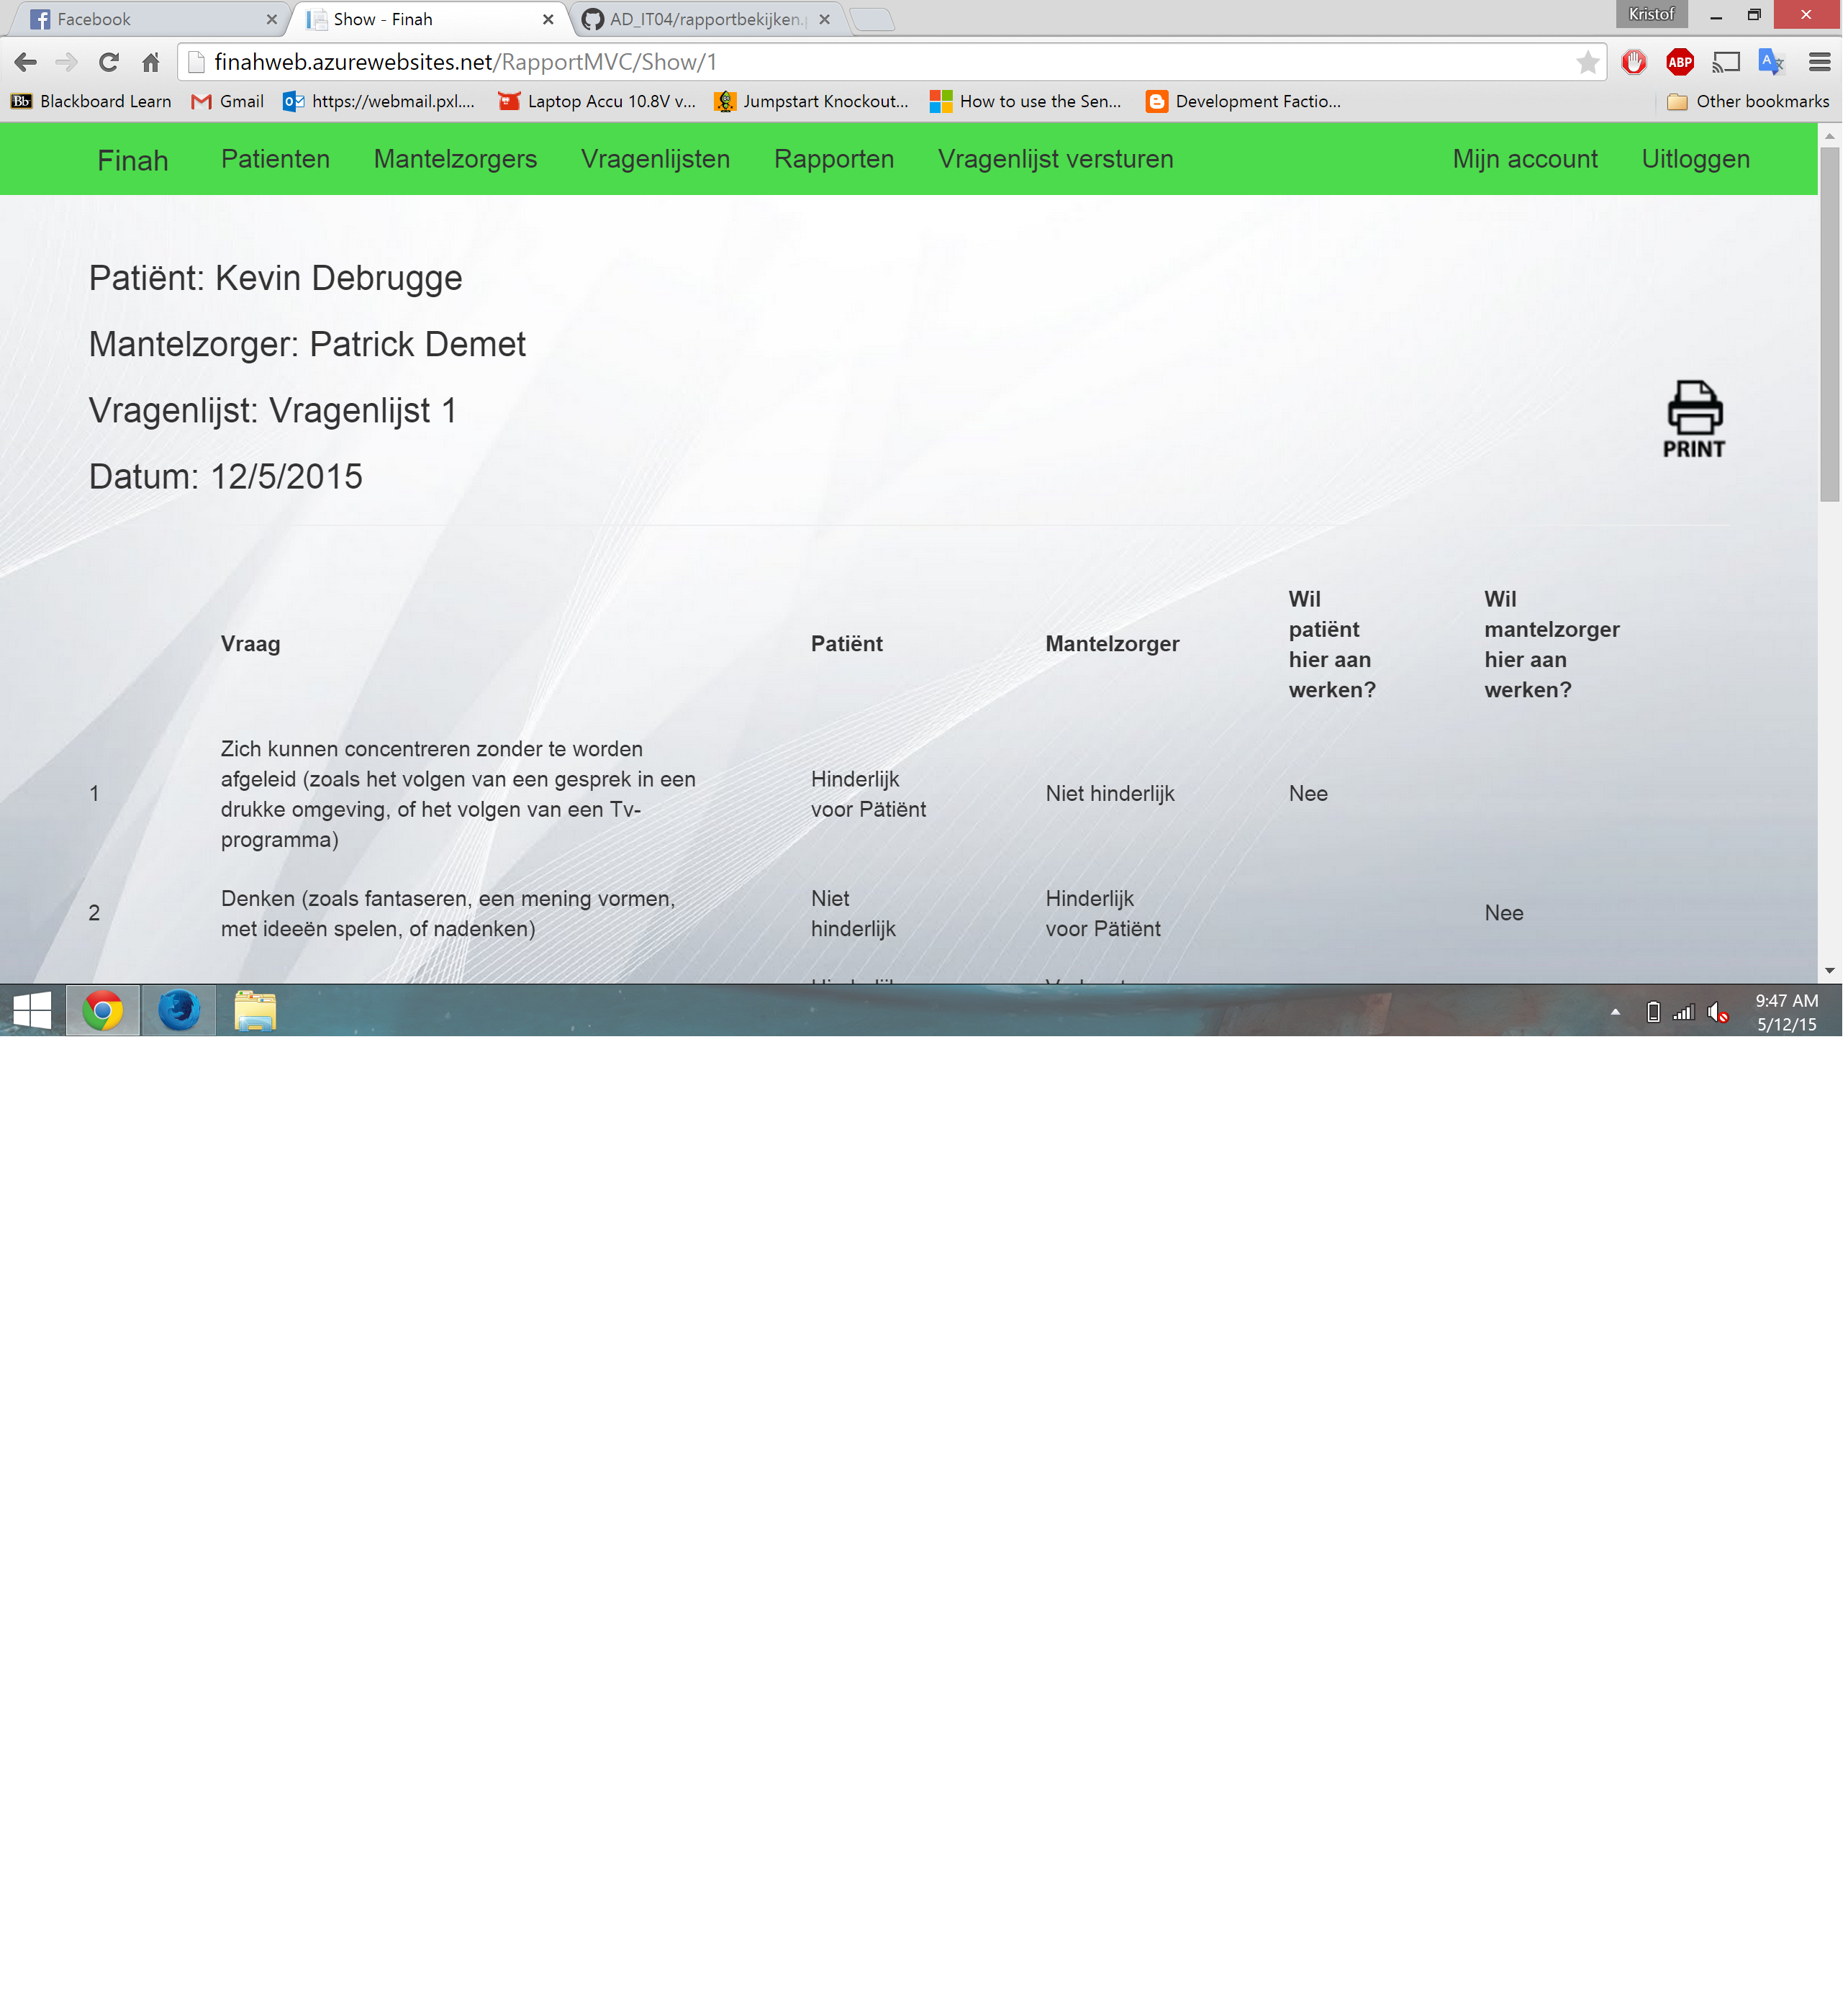 Facebook
Show - Finah
AD_IT04/rapportbekijken.
Kristof
finahweb.azurewebsites.net/RapportMVC/Show/1
ABP
Bb Blackboard Learn
Gmail
https://webmail.pxl....
Laptop Accu 10.8V v...
Jumpstart Knockout...
How to use the Sen...
Development Factio...
Other bookmarks
Finah
Patienten
Mantelzorgers
Vragenlijsten
Rapporten
Vragenlijst versturen
Mijn account
Uitloggen
Patiënt: Kevin Debrugge
Mantelzorger: Patrick Demet
Vragenlijst: Vragenlijst 1
Datum: 12/5/2015
PRINT
Vraag
Patiënt
Mantelzorger
Wil
patiënt
hier aan
werken?
Wil
mantelzorger
hier aan
werken?
1
Zich kunnen concentreren zonder te worden
afgeleid (zoals het volgen van een gesprek in een
drukke omgeving, of het volgen van een Tv-
programma)
Hinderlijk
voor Pätiënt
Niet hinderlijk
Nee
2
Denken (zoals fantaseren, een mening vormen,
met ideeën spelen, of nadenken)
Niet
hinderlijk
Hinderlijk
voor Pätiënt
Nee
9:47 AM
5/12/15